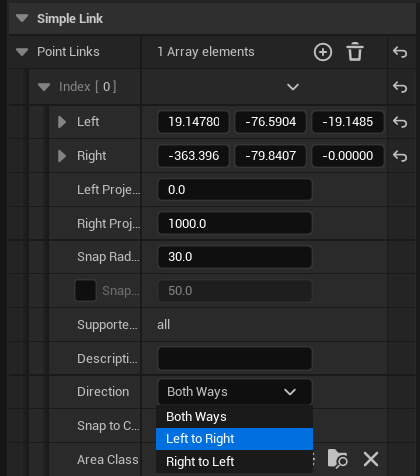 Simple Link
Point Links 1 Array elements
Index [ 0 ]
Left 19.14780 -76.5904 -19.1485
Right -363.396 -79.8407 -0.00000
Left Proje... 0.0
Right Proj... 1000.0
Snap Rad... 30.0
Snap... 50.0
Supporte... all
Descripti...
Direction Both Ways
Both Ways
Snap to C... Left to Right
Area Class Right to Left